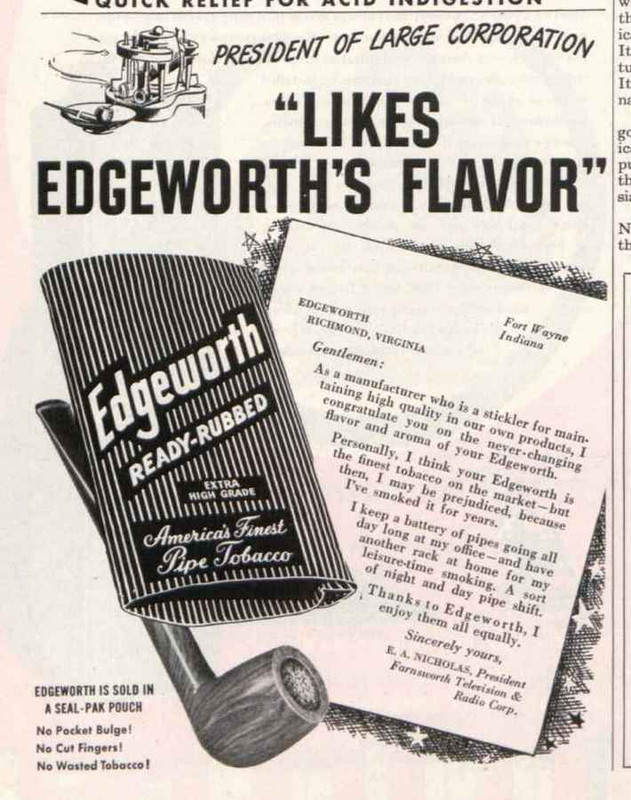 QUICK RELIEF FOR ACID INDIGESTION
PRESIDENT OF LARGE CORPORATION
"LIKES
EDGEWORTH'S FLAVOR"
Edgeworth
READY-RUBBED
EXTRA
HIGH GRADE
America's Finest
Pipe Tobacco
EDGEWORTH
RICHMOND, VIRGINIA
Fort Wayne
Indiana
Gentlemen:
As a manufacturer who is a stickler for main-
taining high quality in our own products, I
congratulate you on the never-changing
flavor and aroma of your Edgeworth.
Personally, I think your Edgeworth is
the finest tobacco on the market—but
then, I may be prejudiced, because
I've smoked it for years.
I keep a battery of pipes going all
day long at my office—and have
another rack at home for my
leisure-time smoking. A sort
of night and day pipe shift.
Thanks to Edgeworth, I
enjoy them all equally.
Sincerely yours,
E. A. NICHOLAS, President
Farnsworth Television &
Radio Corp.
EDGEWORTH IS SOLD IN
A SEAL-PAK POUCH
No Pocket Bulge!
No Cut Fingers!
No Wasted Tobacco!